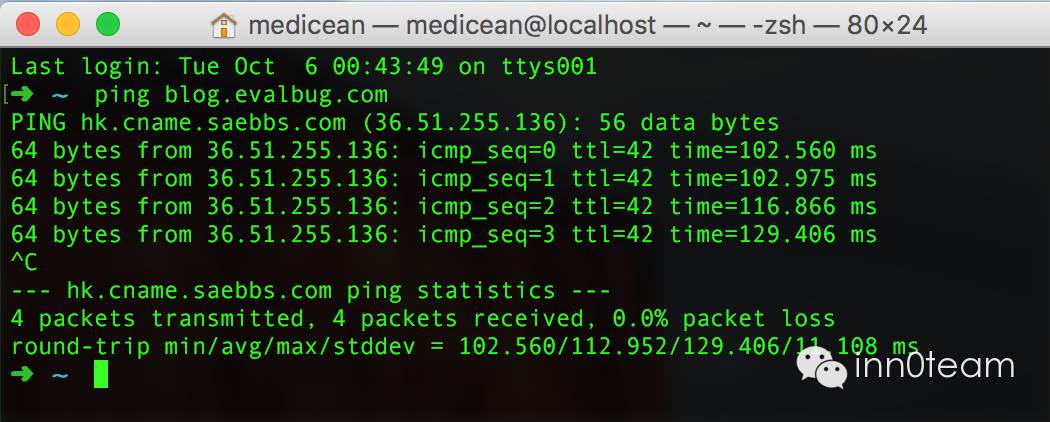 medicean — medicean@localhost — ~ — -zsh — 80×24
Last login: Tue Oct  6 00:43:49 on ttys001
[➜  ~  ping blog.evalbug.com
PING hk.cname.saebbs.com (36.51.255.136): 56 data bytes
64 bytes from 36.51.255.136: icmp_seq=0 ttl=42 time=102.560 ms
64 bytes from 36.51.255.136: icmp_seq=1 ttl=42 time=102.975 ms
64 bytes from 36.51.255.136: icmp_seq=2 ttl=42 time=116.866 ms
64 bytes from 36.51.255.136: icmp_seq=3 ttl=42 time=129.406 ms
^C
--- hk.cname.saebbs.com ping statistics ---
4 packets transmitted, 4 packets received, 0.0% packet loss
round-trip min/avg/max/stddev = 102.560/112.952/129.406/11.108 ms
➜  ~
inn0team